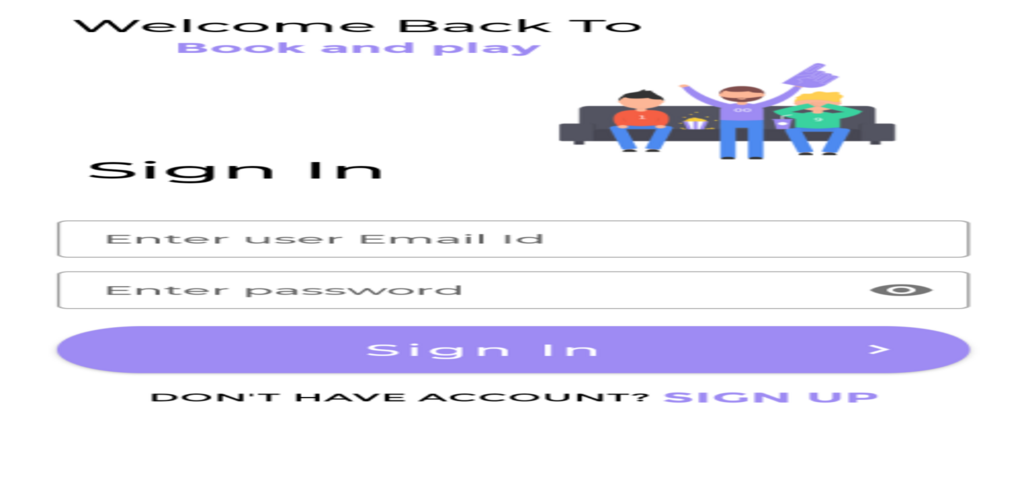 Welcome Back To
Book and play
Sign In
Enter user Email Id
Enter password
Sign In >
DON'T HAVE ACCOUNT? SIGN UP